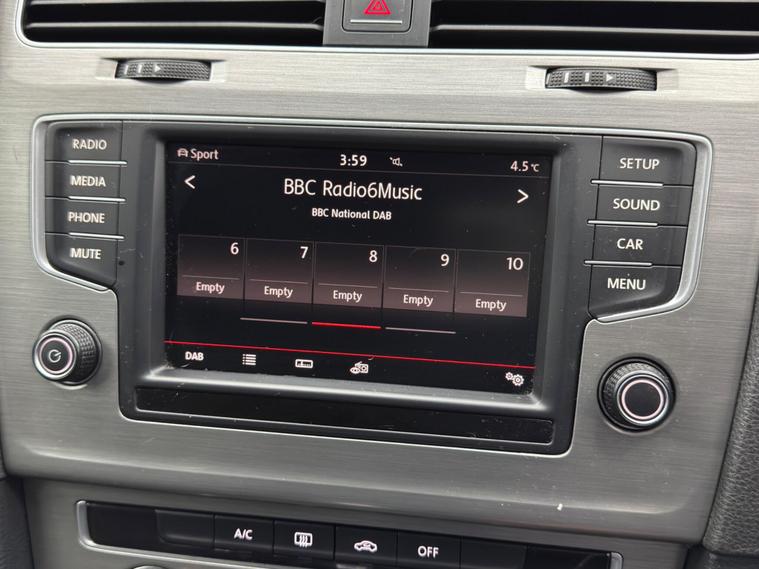 RADIO
MEDIA
PHONE
MUTE
Sport
3:59
4.5°C
BBC Radio6Music
BBC National DAB
6 7 8 9 10
Empty Empty Empty Empty Empty
DAB
SETUP
SOUND
CAR
MENU
A/C OFF